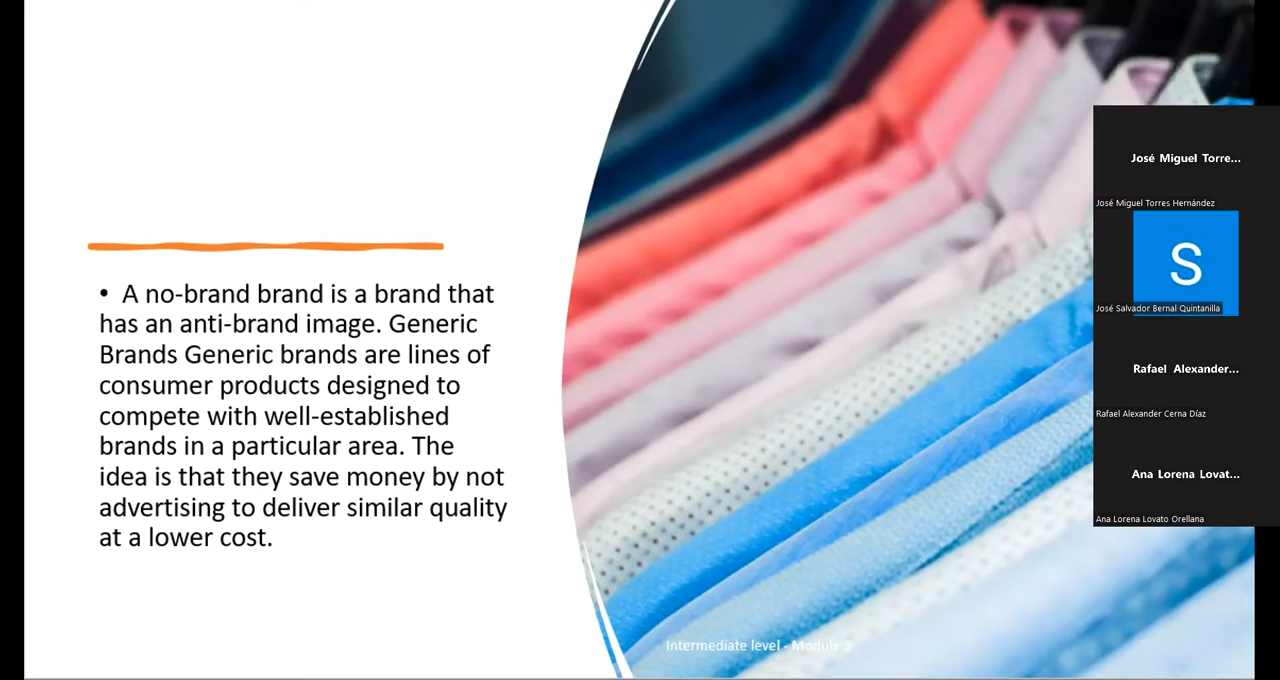 • A no-brand brand is a brand that
has an anti-brand image. Generic
Brands Generic brands are lines of
consumer products designed to
compete with well-established
brands in a particular area. The
idea is that they save money by not
advertising to deliver similar quality
at a lower cost.
Intermediate level - Module 3
José Miguel Torre...
José Miguel Torres Hernández
S
José Salvador Bernal Quintanilla
Rafael Alexander...
Rafael Alexander Cerna Díaz
Ana Lorena Lovat...
Ana Lorena Lovato Orellana